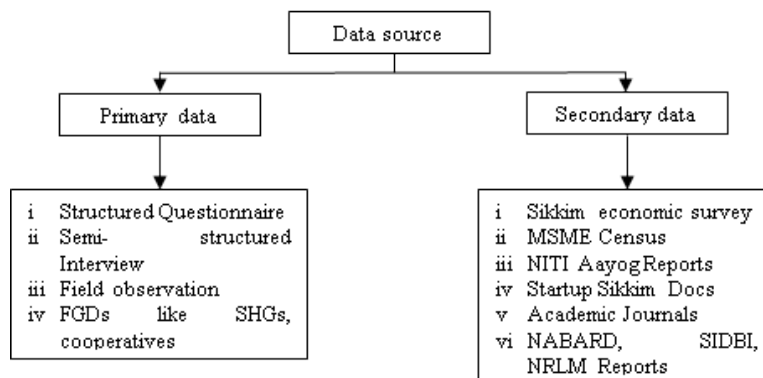 Data source
Primary data
Secondary data
i Structured Questionnaire
ii Semi- structured
Interview
iii Field observation
iv FGDs like SHGs,
cooperatives
i Sikkim economic survey
ii MSME Census
iii NITI Aayog Reports
iv Startup Sikkim Docs
v Academic Journals
vi NABARD, SIDBI,
NRLM Reports